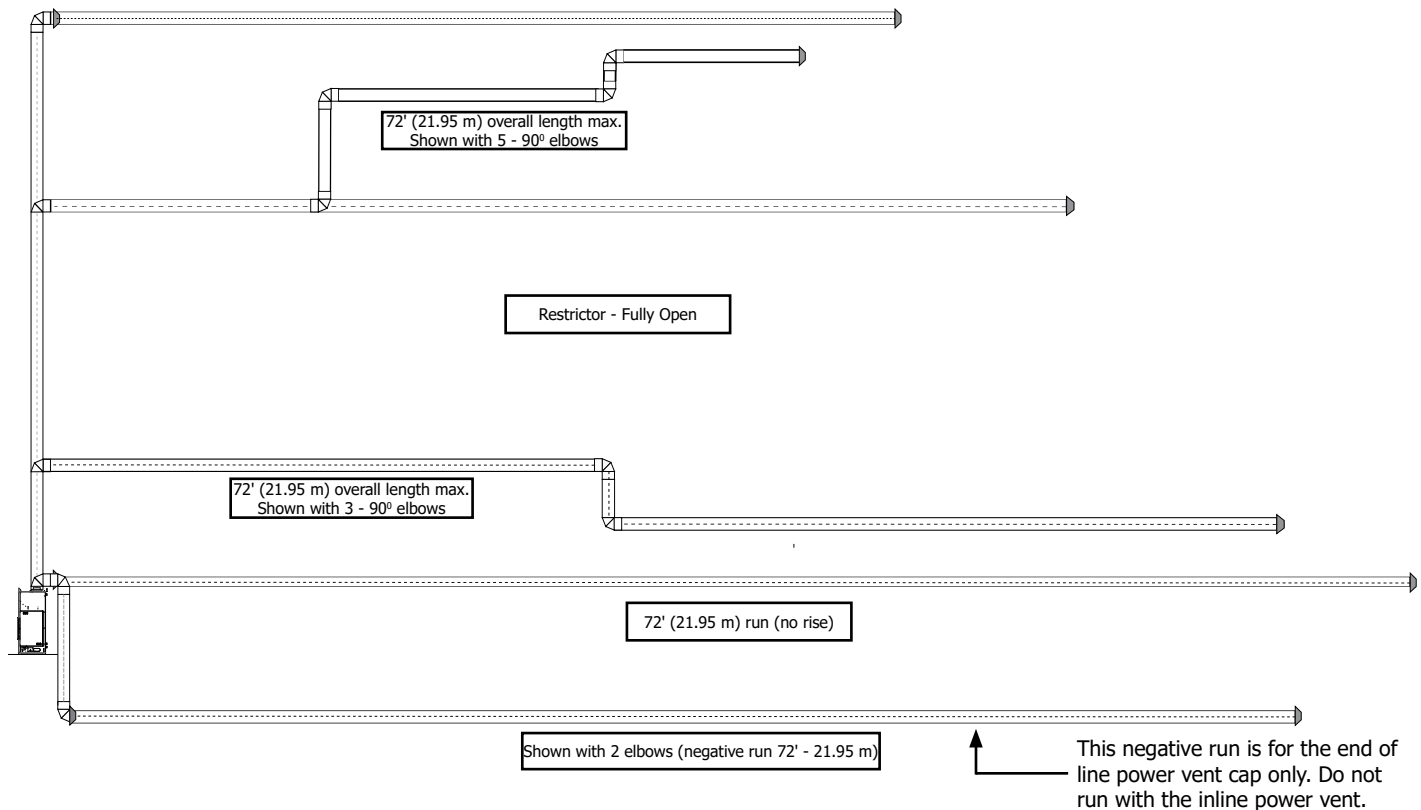 72' (21.95 m) overall length max.
Shown with 5 - 90⁰ elbows
Restrictor - Fully Open
72' (21.95 m) overall length max.
Shown with 3 - 90⁰ elbows
72' (21.95 m) run (no rise)
Shown with 2 elbows (negative run 72' - 21.95 m)
This negative run is for the end of
line power vent cap only. Do not
run with the inline power vent.